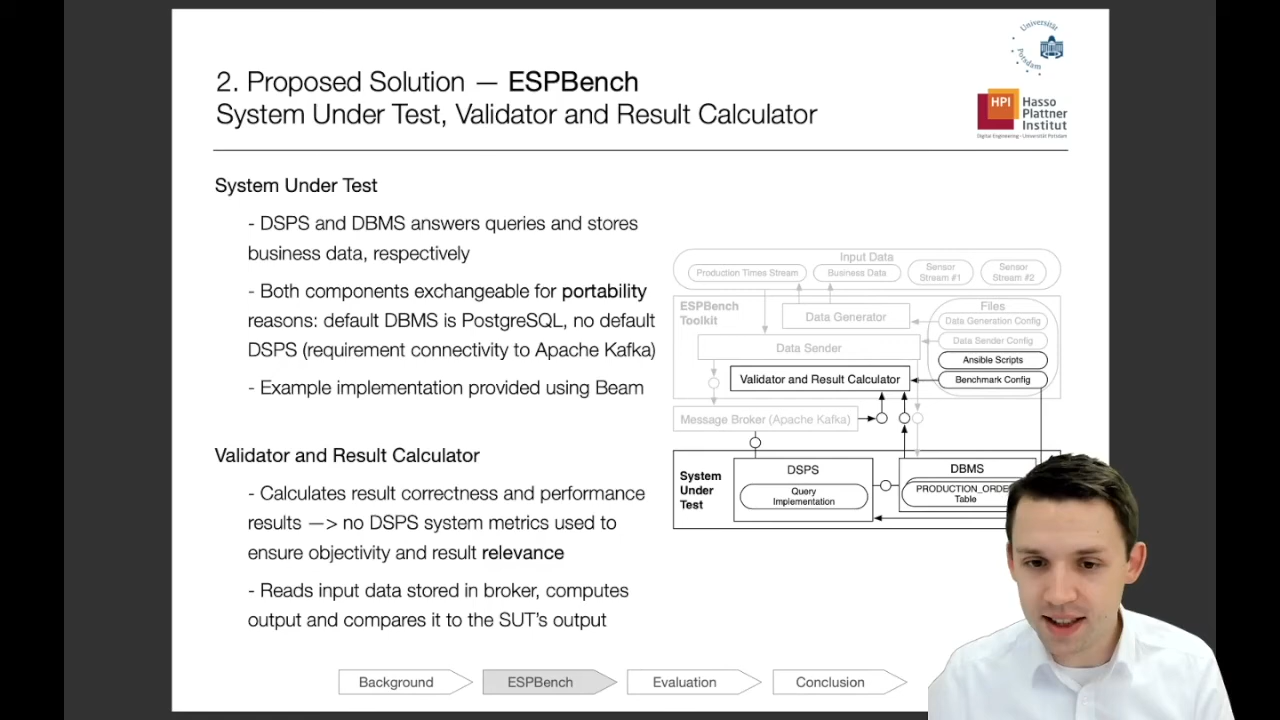 Universität
Potsdam
2. Proposed Solution — ESPBench
System Under Test, Validator and Result Calculator
HPI Hasso
Plattner
Institut
Digital Engineering • Universität Potsdam
System Under Test
- DSPS and DBMS answers queries and stores
business data, respectively
- Both components exchangeable for portability
reasons: default DBMS is PostgreSQL, no default
DSPS (requirement connectivity to Apache Kafka)
- Example implementation provided using Beam
Validator and Result Calculator
- Calculates result correctness and performance
results —> no DSPS system metrics used to
ensure objectivity and result relevance
- Reads input data stored in broker, computes
output and compares it to the SUT's output
Input Data
Production Times Stream
Business Data
Sensor
Stream #1
Sensor
Stream #2
ESPBench
Toolkit
Data Generator
Files
Data Generation Config
Data Sender
Data Sender Config
Ansible Scripts
Validator and Result Calculator
Benchmark Config
Message Broker (Apache Kafka)
System
Under
Test
DSPS
Query
Implementation
DBMS
PRODUCTION_ORDE
Table
Background
ESPBench
Evaluation
Conclusion